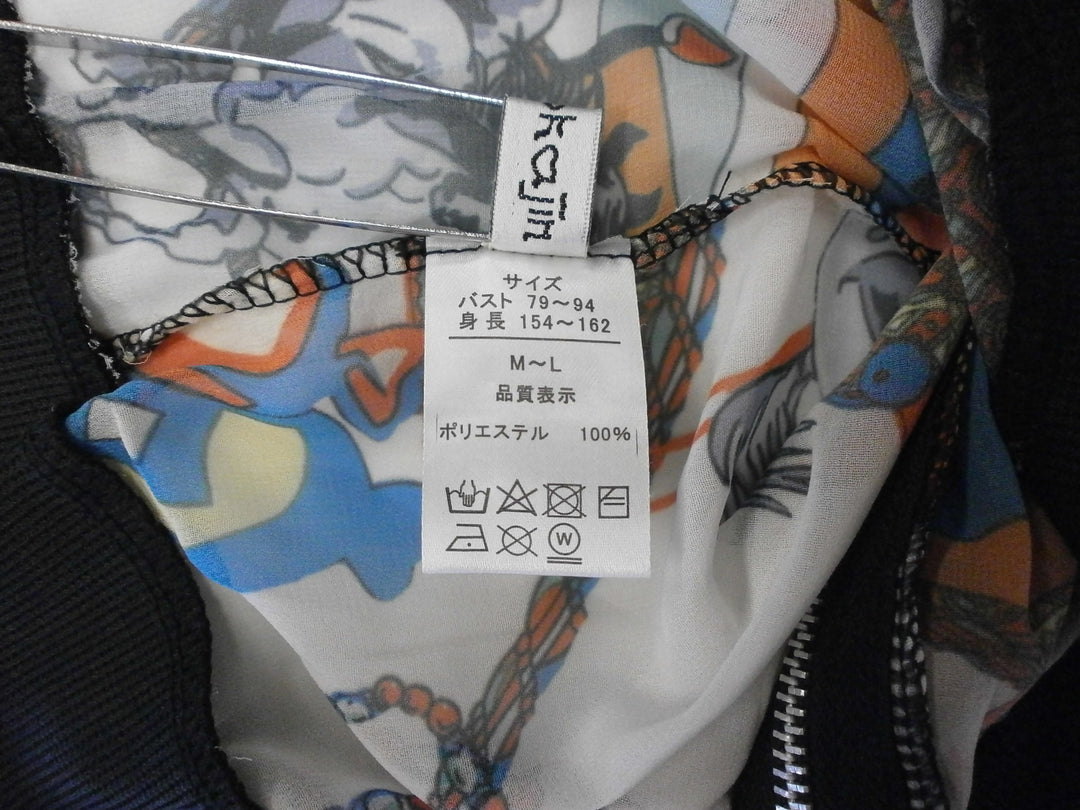 kajin
サイズ
バスト 79～94
身長 154～162
M～L
品質表示
ポリエステル 100%
W